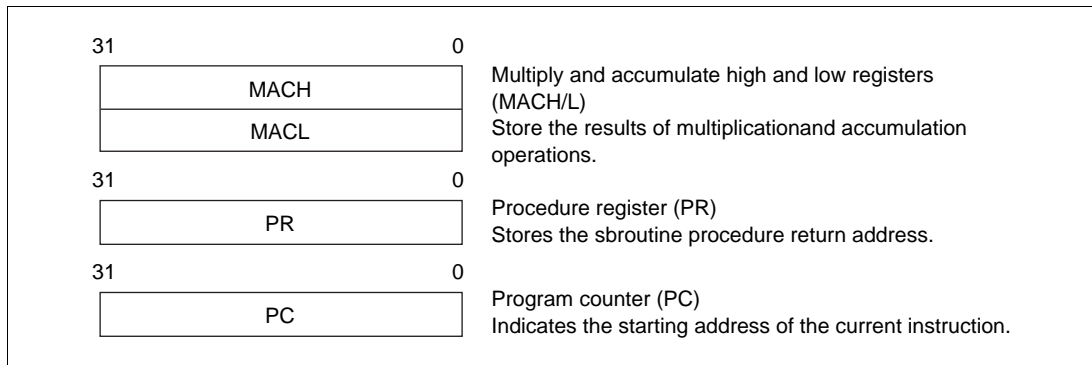 31 0
MACH
MACL
Multiply and accumulate high and low registers
(MACH/L)
Store the results of multiplicationand accumulation
operations.
31 0
PR
Procedure register (PR)
Stores the sbroutine procedure return address.
31 0
PC
Program counter (PC)
Indicates the starting address of the current instruction.